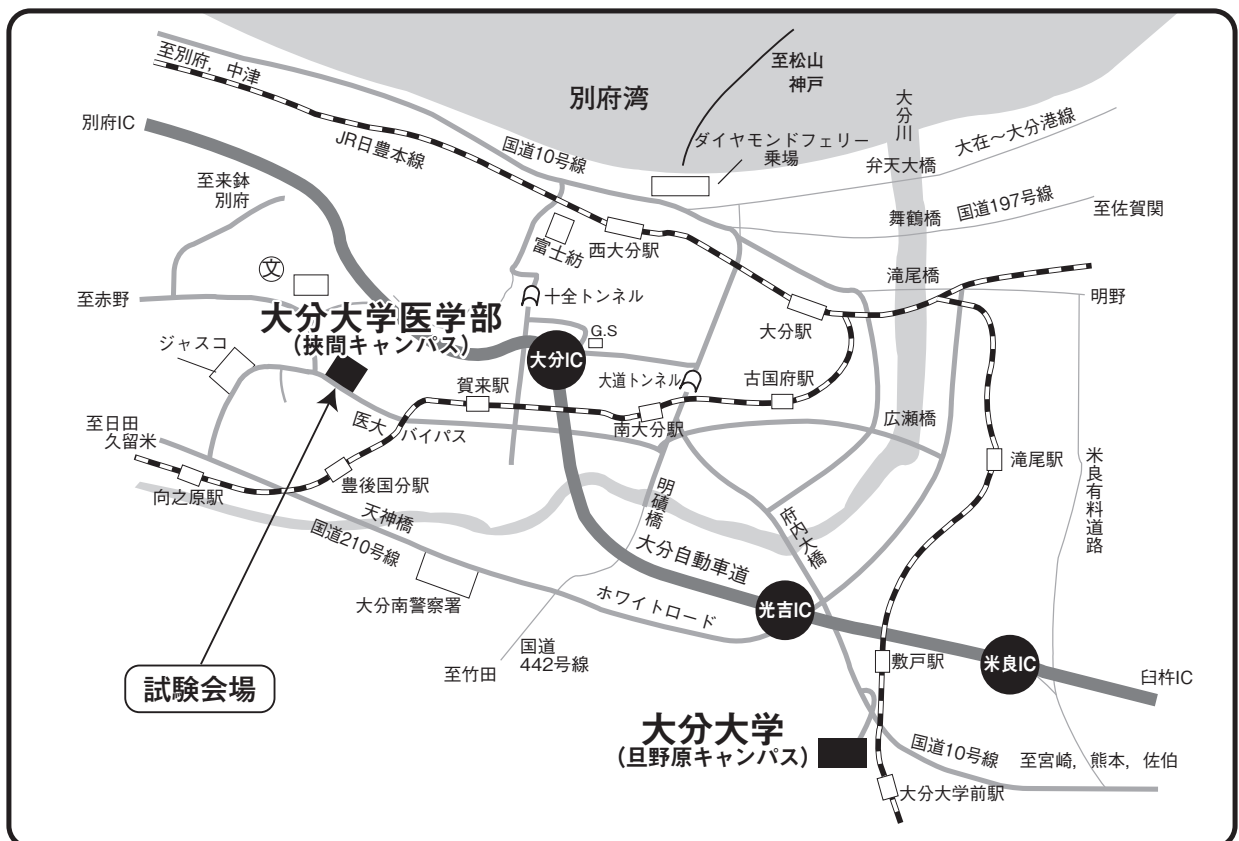 至別府，中津
別府湾
至松山
神戸
大分川
別府IC
JR日豊本線
国道10号線
ダイヤモンドフェリー
乗場
弁天大橋
大在～大分港線
至来鉢
別府
富士紡
西大分駅
舞鶴橋
国道197号線
至佐賀関
文
至赤野
十全トンネル
滝尾橋
明野
大分大学医学部
(挾間キャンパス)
ジャスコ
大分IC
G.S
大分駅
賀来駅
大道トンネル
古国府駅
至日田
久留米
医大バイパス
南大分駅
広瀬橋
滝尾駅
米良有料道路
向之原駅
豊後国分駅
天神橋
国道210号線
明磧橋
府内大橋
大分自動車道
大分南警察署
ホワイトロード
光吉IC
国道
442号線
至竹田
敷戸駅
米良IC
臼杵IC
試験会場
大分大学
(旦野原キャンパス)
国道10号線
至宮崎，熊本，佐伯
大分大学前駅